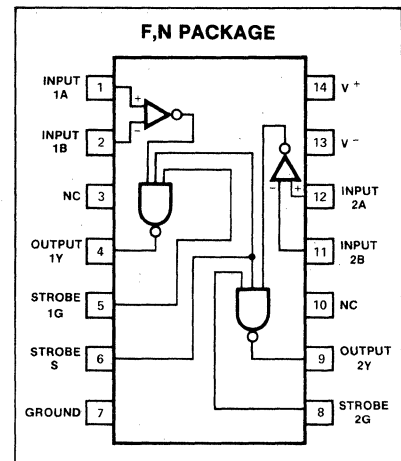 F,N PACKAGE
INPUT
1A
1
+
INPUT
1B
2
−
NC
3
OUTPUT
1Y
4
STROBE
1G
5
STROBE
S
6
GROUND
7
14
V +
13
V −
− +
12
INPUT
2A
11
INPUT
2B
10
NC
9
OUTPUT
2Y
8
STROBE
2G